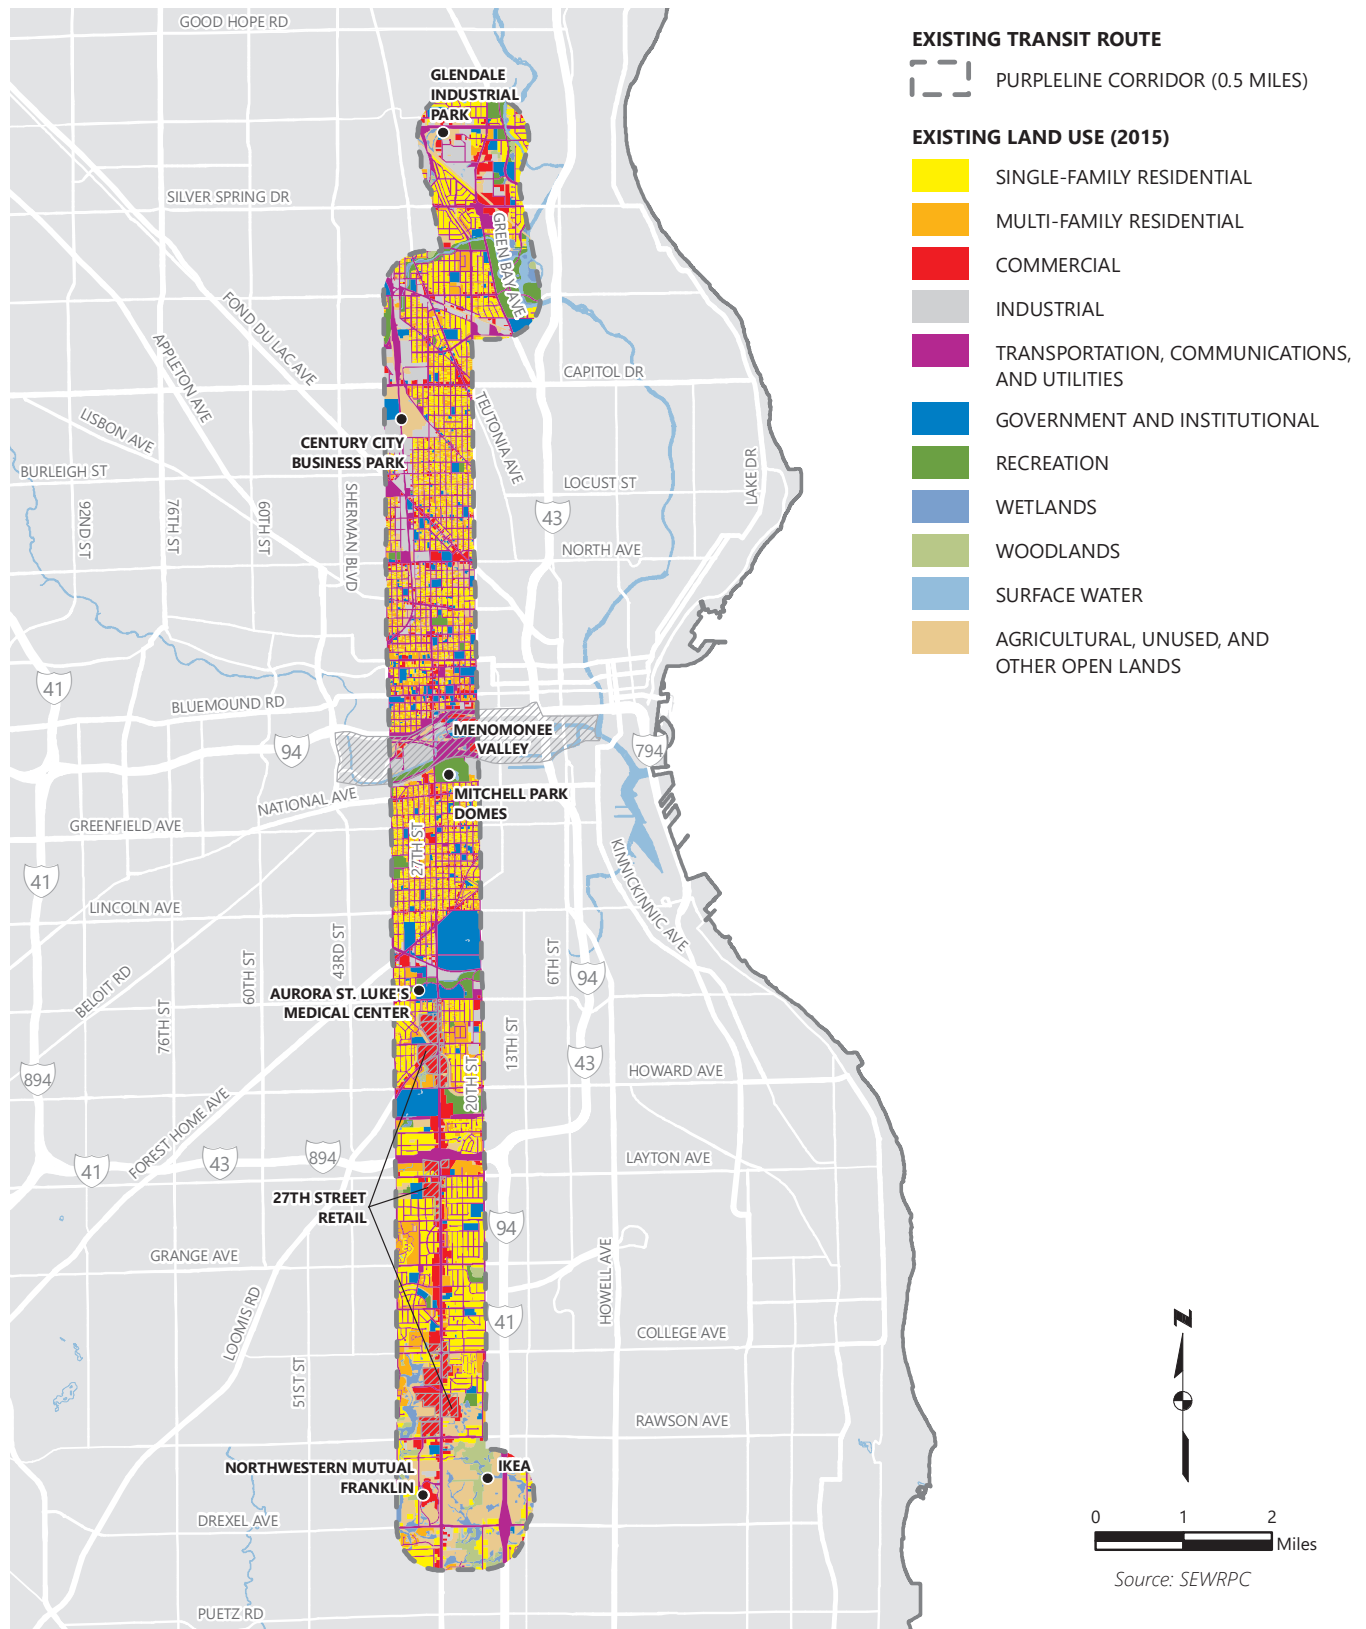 EXISTING TRANSIT ROUTE
PURPLELINE CORRIDOR (0.5 MILES)
EXISTING LAND USE (2015)
SINGLE-FAMILY RESIDENTIAL
MULTI-FAMILY RESIDENTIAL
COMMERCIAL
INDUSTRIAL
TRANSPORTATION, COMMUNICATIONS,
AND UTILITIES
GOVERNMENT AND INSTITUTIONAL
RECREATION
WETLANDS
WOODLANDS
SURFACE WATER
AGRICULTURAL, UNUSED, AND
OTHER OPEN LANDS
GOOD HOPE RD
GLENDALE
INDUSTRIAL
PARK
SILVER SPRING DR
GREEN BAY AVE
FOND DU LAC AVE
APPLETON AVE
CAPITOL DR
LISBON AVE
TEUTONIA AVE
CENTURY CITY
BUSINESS PARK
BURLEIGH ST
LOCUST ST
LAKE DR
92ND ST
76TH ST
60TH ST
SHERMAN BLVD
43
NORTH AVE
41
BLUEMOUND RD
94
MENOMONEE
VALLEY
794
MITCHELL PARK
DOMES
NATIONAL AVE
GREENFIELD AVE
27TH ST
KINNICKINNIC AVE
41
LINCOLN AVE
43RD ST
60TH ST
6TH ST
94
BELOIT RD
AURORA ST. LUKE'S
MEDICAL CENTER
76TH ST
13TH ST
43
894
20TH ST
HOWARD AVE
FOREST HOME AVE
41
43
894
LAYTON AVE
27TH STREET
RETAIL
94
GRANGE AVE
HOWELL AVE
LOOMIS RD
41
COLLEGE AVE
51ST ST
RAWSON AVE
NORTHWESTERN MUTUAL
FRANKLIN
IKEA
DREXEL AVE
PUETZ RD
N
0 1 2
Miles
Source: SEWRPC